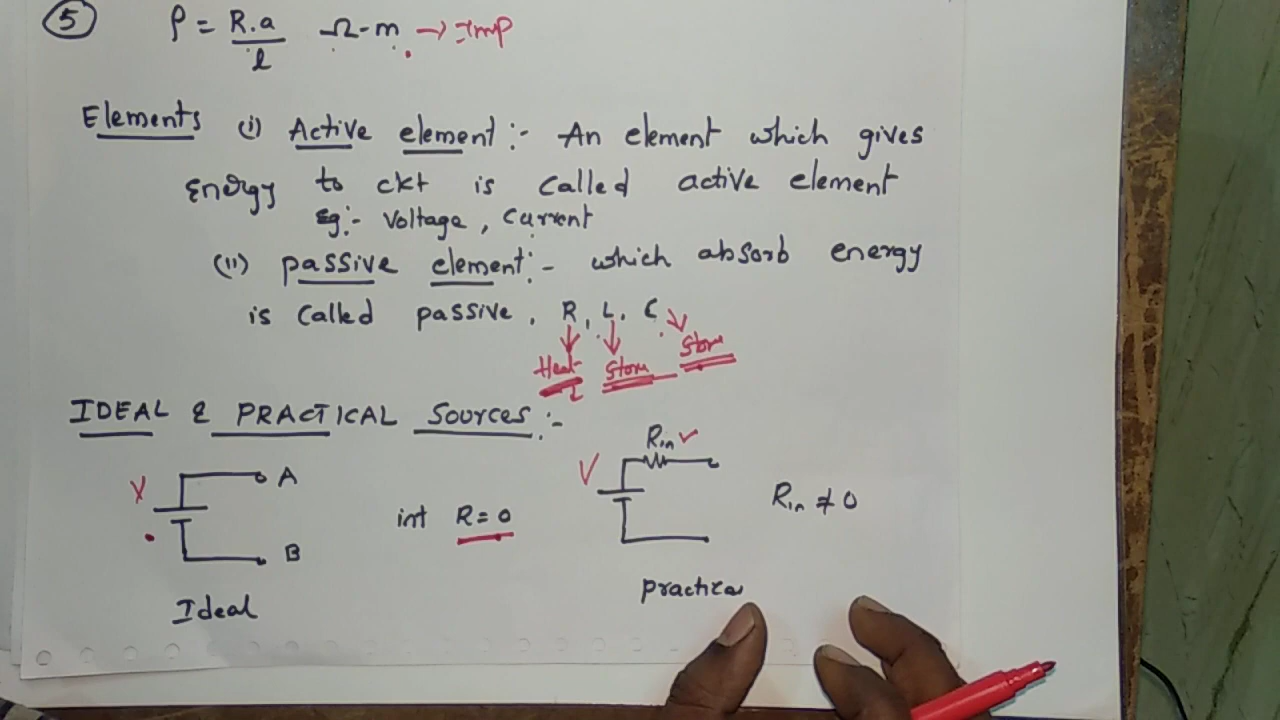 5
ρ = R.a / l Ω-m. → Imp
Elements (i) Active element:- An element which gives
Energy to ckt is called active element
Eg:- Voltage, Current
(ii) passive element:- which absorb energy
is called passive, R, L, C
Heat Store Store
IDEAL & PRACTICAL Sources:-
V A B int R = 0
V Rin Rin ≠ 0
Ideal practica